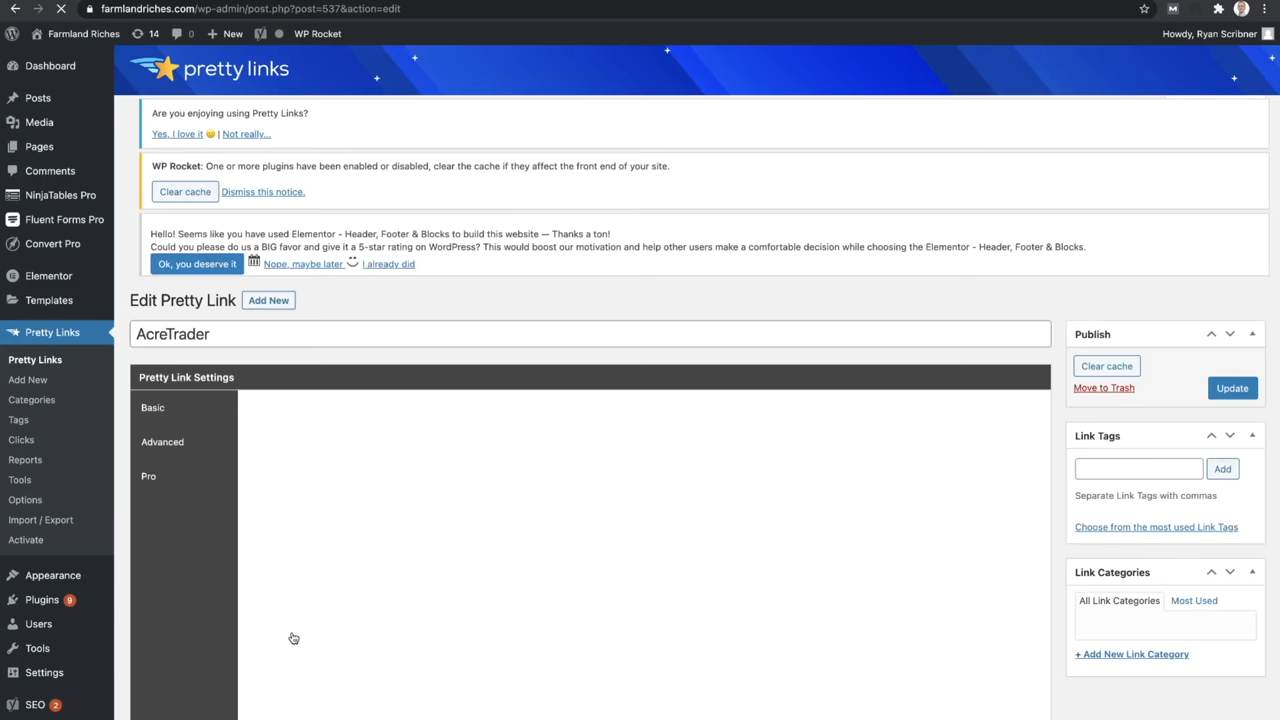 farmlandriches.com/wp-admin/post.php?post=537&action=edit
Farmland Riches 14 0 New WP Rocket Howdy, Ryan Scribner
Dashboard
Posts
Media
Pages
Comments
NinjaTables Pro
Fluent Forms Pro
Convert Pro
Elementor
Templates
Pretty Links
Pretty Links
Add New
Categories
Tags
Clicks
Reports
Tools
Options
Import / Export
Activate
Appearance
Plugins 9
Users
Tools
Settings
SEO 2
pretty links
Are you enjoying using Pretty Links?
Yes, I love it | Not really...
WP Rocket: One or more plugins have been enabled or disabled, clear the cache if they affect the front end of your site.
Clear cache Dismiss this notice.
Hello! Seems like you have used Elementor - Header, Footer & Blocks to build this website — Thanks a ton!
Could you please do us a BIG favor and give it a 5-star rating on WordPress? This would boost our motivation and help other users make a comfortable decision while choosing the Elementor - Header, Footer & Blocks.
Ok, you deserve it Nope, maybe later I already did
Edit Pretty Link Add New
AcreTrader
Pretty Link Settings
Basic
Advanced
Pro
Publish
Clear cache
Move to Trash Update
Link Tags
Add
Separate Link Tags with commas
Choose from the most used Link Tags
Link Categories
All Link Categories Most Used
+ Add New Link Category